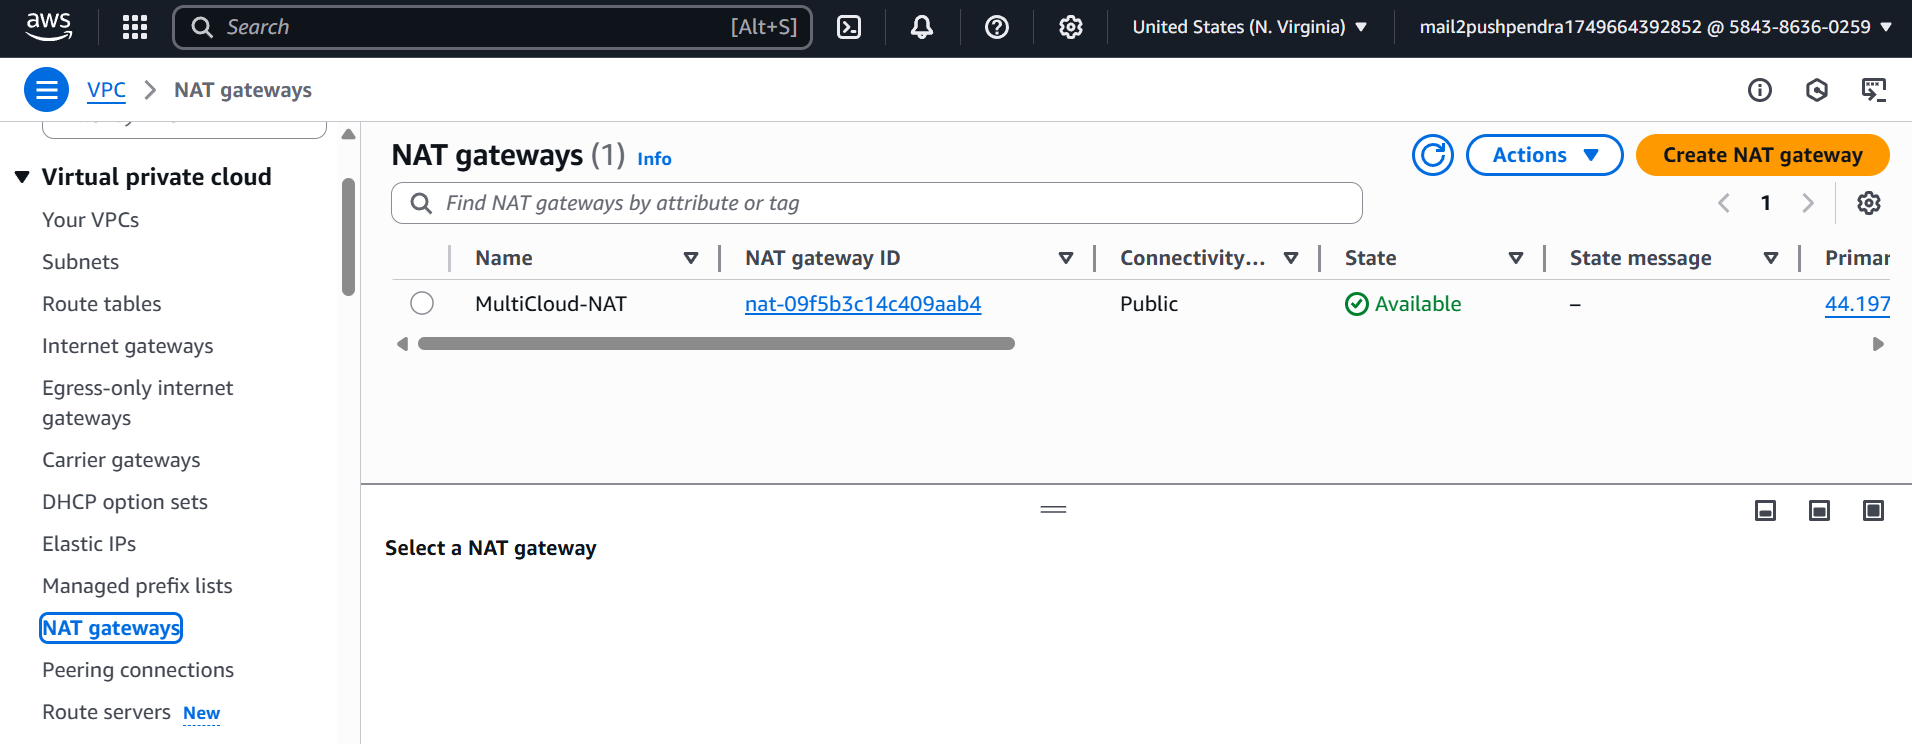 aws
Search [Alt+S]
United States (N. Virginia)
mail2pushpendra1749664392852 @ 5843-8636-0259
VPC
NAT gateways
Virtual private cloud
Your VPCs
Subnets
Route tables
Internet gateways
Egress-only internet
gateways
Carrier gateways
DHCP option sets
Elastic IPs
Managed prefix lists
NAT gateways
Peering connections
Route servers New
NAT gateways (1) Info
Actions
Create NAT gateway
Find NAT gateways by attribute or tag
1
Name NAT gateway ID Connectivity... State State message Primar
MultiCloud-NAT nat-09f5b3c14c409aab4 Public Available – 44.197
Select a NAT gateway